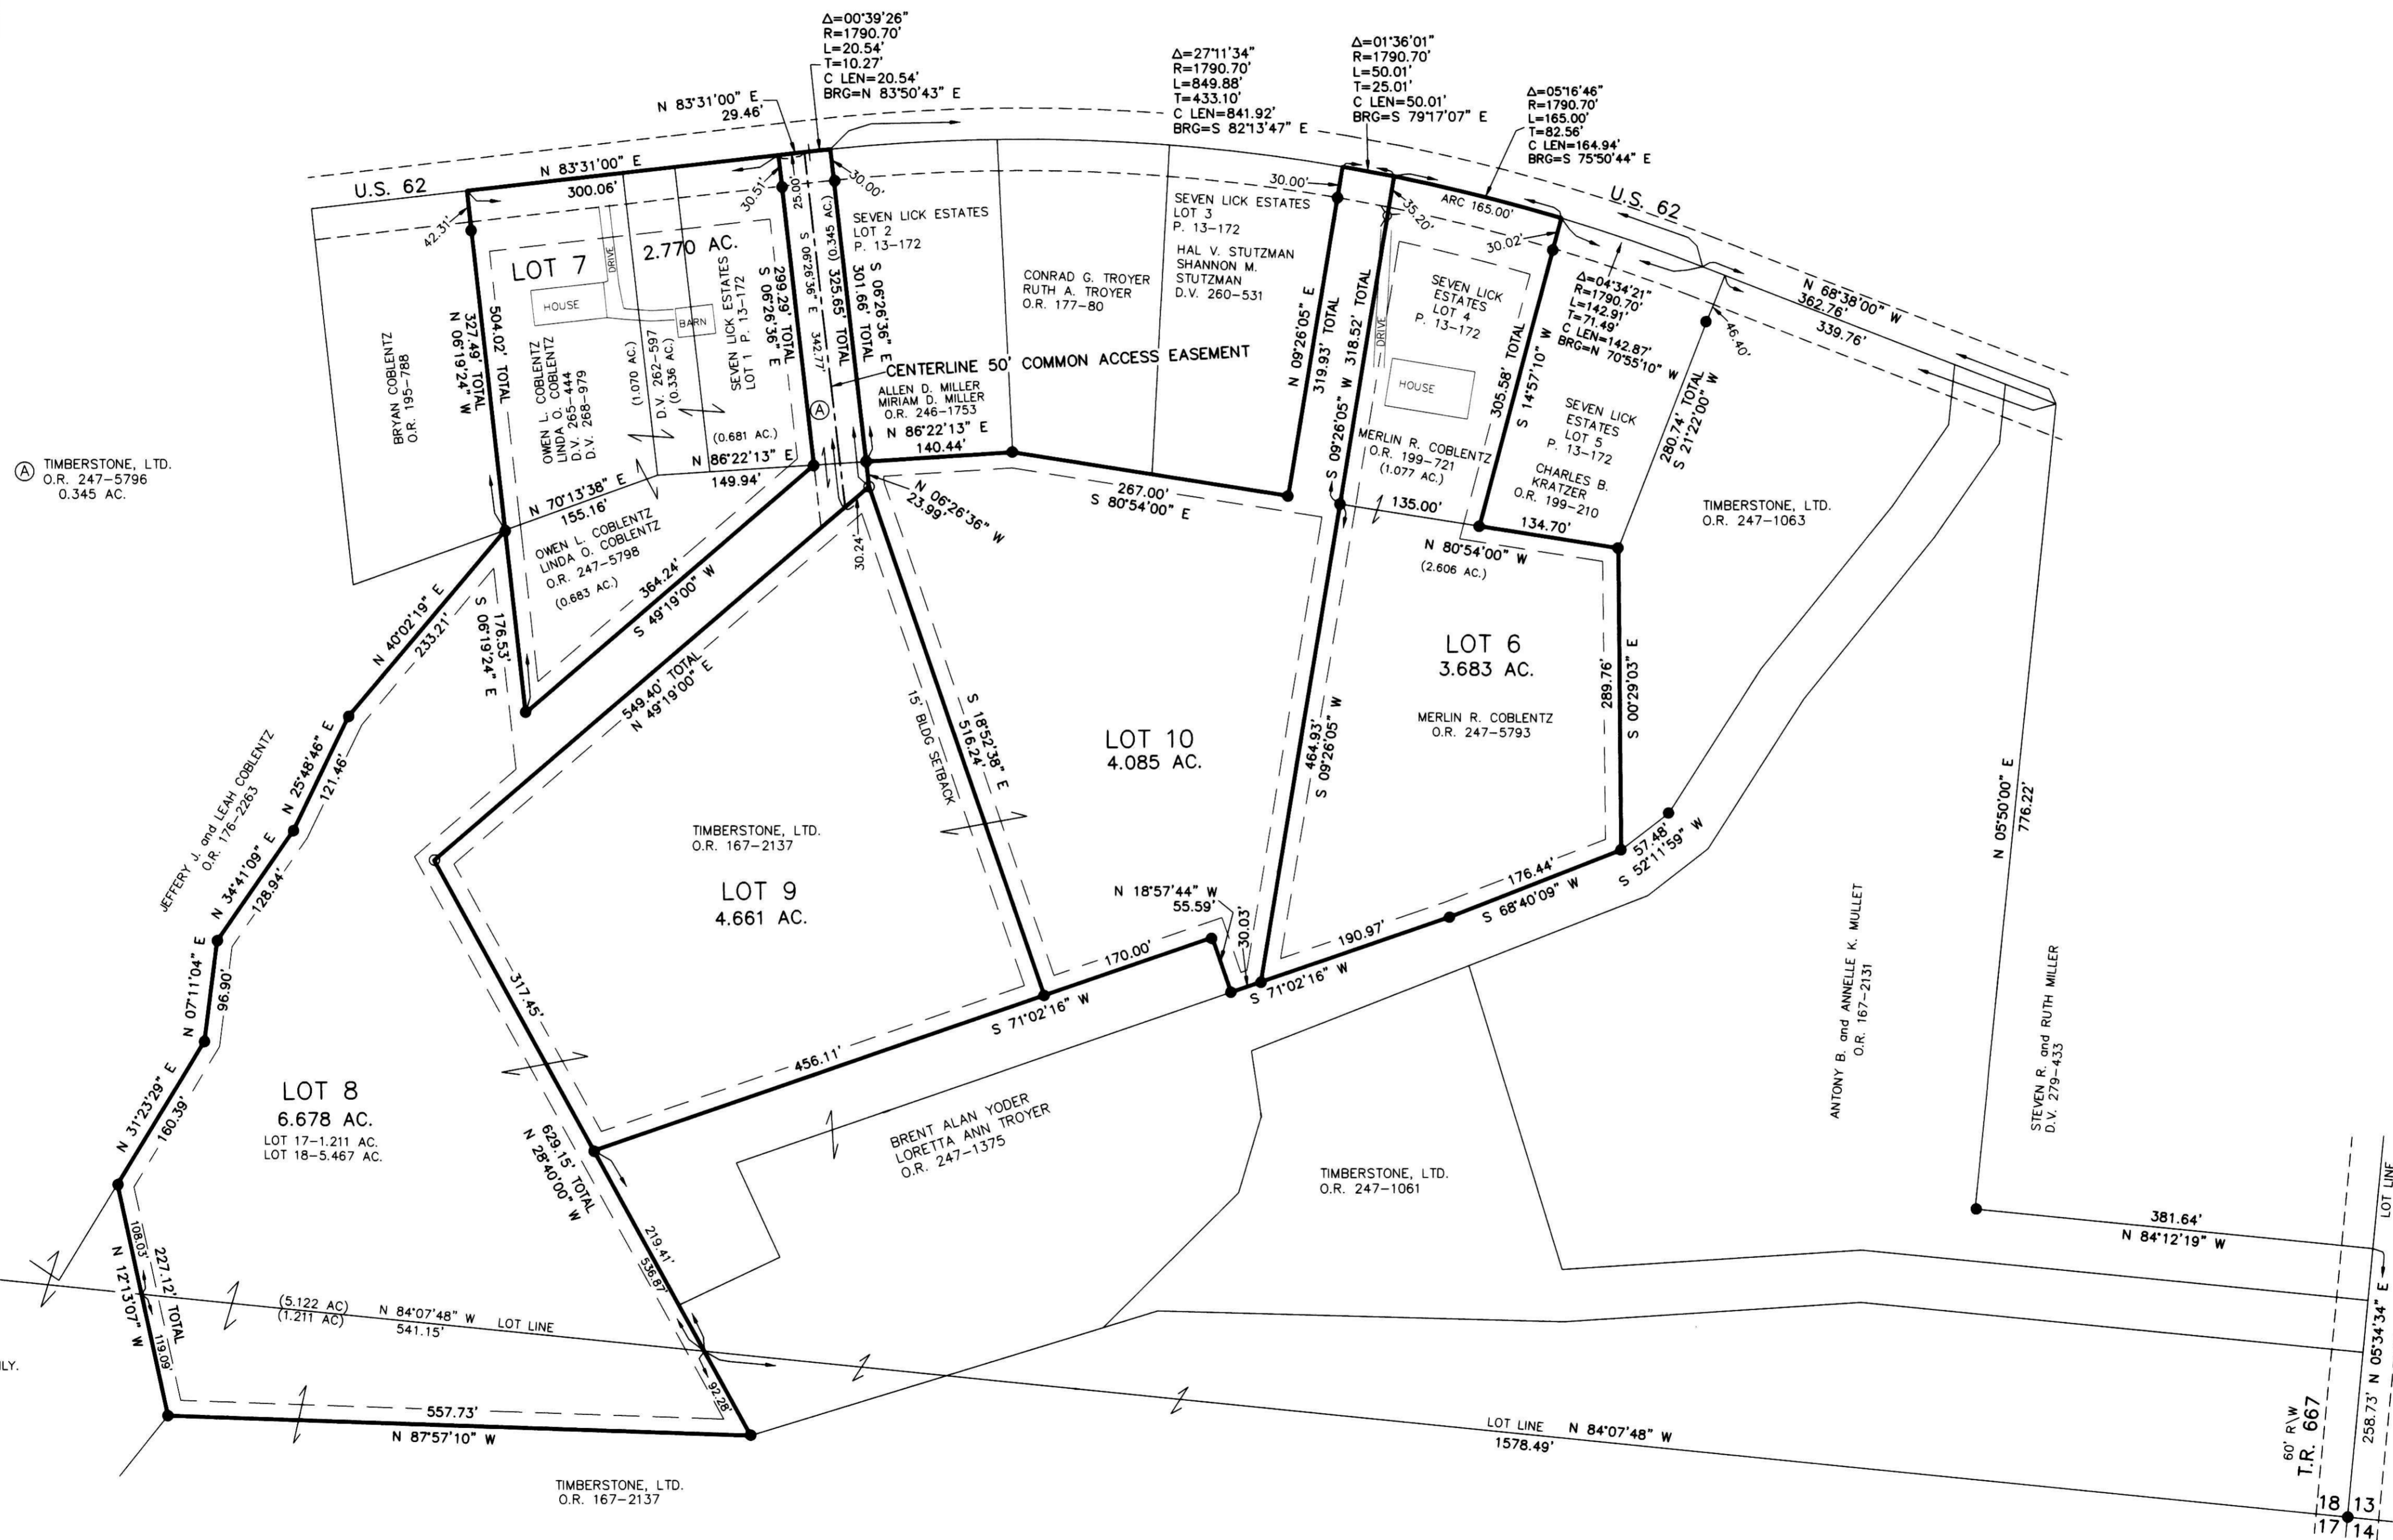 Δ=00°39'26"
R=1790.70'
L=20.54'
T=10.27'
C LEN=20.54'
BRG=N 83°50'43" E
Δ=27°11'34"
R=1790.70'
L=849.88'
T=433.10'
C LEN=841.92'
BRG=S 82°13'47" E
Δ=01°36'01"
R=1790.70'
L=50.01'
T=25.01'
C LEN=50.01'
BRG=S 79°17'07" E
Δ=05°16'46"
R=1790.70'
L=165.00'
T=82.56'
C LEN=164.94'
BRG=S 75°50'44" E
N 83°31'00" E
29.46'
U.S. 62
N 83°31'00" E
300.06'
42.31'
30.51'
25.00'
30.00'
30.00'
35.20'
ARC 165.00'
30.02'
U.S. 62
Δ=04°34'21"
R=1790.70'
L=142.91'
T=71.49'
C LEN=142.87'
BRG=N 70°55'10" W
N 68°38'00" W
362.76'
339.76'
46.40'
280.74' TOTAL
S 21°22'00" W
LOT 7
2.770 AC.
DRIVE
HOUSE
BARN
504.02' TOTAL
327.49' TOTAL
N 06°19'24" W
BRYAN COBLENTZ
O.R. 195-788
OWEN L. COBLENTZ
LINDA O. COBLENTZ
D.V. 265-444
D.V. 268-979
(1.070 AC.)
D.V. 262-597
(0.336 AC.)
SEVEN LICK ESTATES
LOT 1 P. 13-172
(0.681 AC.)
299.29' TOTAL
S 06°26'36" E
S 06°26'36" E 342.77'
(0.345 AC.)
325.65' TOTAL
301.66' TOTAL
S 06°26'36" E
SEVEN LICK ESTATES
LOT 2
P. 13-172
CONRAD G. TROYER
RUTH A. TROYER
O.R. 177-80
SEVEN LICK ESTATES
LOT 3
P. 13-172
HAL V. STUTZMAN
SHANNON M.
STUTZMAN
D.V. 260-531
CENTERLINE 50' COMMON ACCESS EASEMENT
ALLEN D. MILLER
MIRIAM D. MILLER
O.R. 246-1753
N 86°22'13" E
140.44'
N 09°26'05" E
319.93' TOTAL
S 09°26'05" W 318.52' TOTAL
DRIVE
SEVEN LICK
ESTATES
LOT 4
P. 13-172
HOUSE
MERLIN R. COBLENTZ
O.R. 199-721
(1.077 AC.)
305.58' TOTAL
S 14°57'10" W
SEVEN LICK
ESTATES
LOT 5
P. 13-172
CHARLES B.
KRATZER
O.R. 199-210
A
A TIMBERSTONE, LTD.
O.R. 247-5796
0.345 AC.
N 86°22'13" E
149.94'
N 70°13'38" E
155.16'
OWEN L. COBLENTZ
LINDA O. COBLENTZ
O.R. 247-5798
(0.683 AC.)
364.24'
S 49°19'00" W
176.53'
S 06°19'24" E
N 40°02'19" E
233.21'
N 06°26'36" W
23.99'
30.24'
267.00'
S 80°54'00" E
135.00'
134.70'
N 80°54'00" W
(2.606 AC.)
TIMBERSTONE, LTD.
O.R. 247-1063
549.40' TOTAL
N 49°19'00" E
15' BLDG SETBACK
S 18°52'38" E
516.24'
LOT 10
4.085 AC.
464.93'
S 09°26'05" W
LOT 6
3.683 AC.
MERLIN R. COBLENTZ
O.R. 247-5793
289.76'
S 00°29'03" E
57.48'
S 52°11'59" W
176.44'
S 68°40'09" W
190.97'
S 71°02'16" W
N 18°57'44" W
55.59'
30.03'
170.00'
S 71°02'16" W
456.11'
N 05°50'00" E
776.22'
N 25°48'46" E
121.46'
JEFFERY J. and LEAH COBLENTZ
O.R. 176-2263
N 34°41'09" E
128.94'
N 07°11'04" E
96.90'
N 31°23'29" E
160.39'
TIMBERSTONE, LTD.
O.R. 167-2137
LOT 9
4.661 AC.
317.45'
629.15' TOTAL
N 28°40'00" W
219.41'
536.87'
92.28'
LOT 8
6.678 AC.
LOT 17-1.211 AC.
LOT 18-5.467 AC.
108.03'
227.12' TOTAL
N 12°13'07" W
119.09'
(5.122 AC)
(1.211 AC)
N 84°07'48" W LOT LINE
541.15'
557.73'
N 87°57'10" W
TIMBERSTONE, LTD.
O.R. 167-2137
BRENT ALAN YODER
LORETTA ANN TROYER
O.R. 247-1375
TIMBERSTONE, LTD.
O.R. 247-1061
ANTONY B. and ANNELLE K. MULLET
O.R. 167-2131
STEVEN R. and RUTH MILLER
D.V. 279-433
381.64'
N 84°12'19" W
LOT LINE
258.73' N 05°34'34" E
60' R\W
T.R. 667
LOT LINE N 84°07'48" W
1578.49'
18 13
17 14
LY.